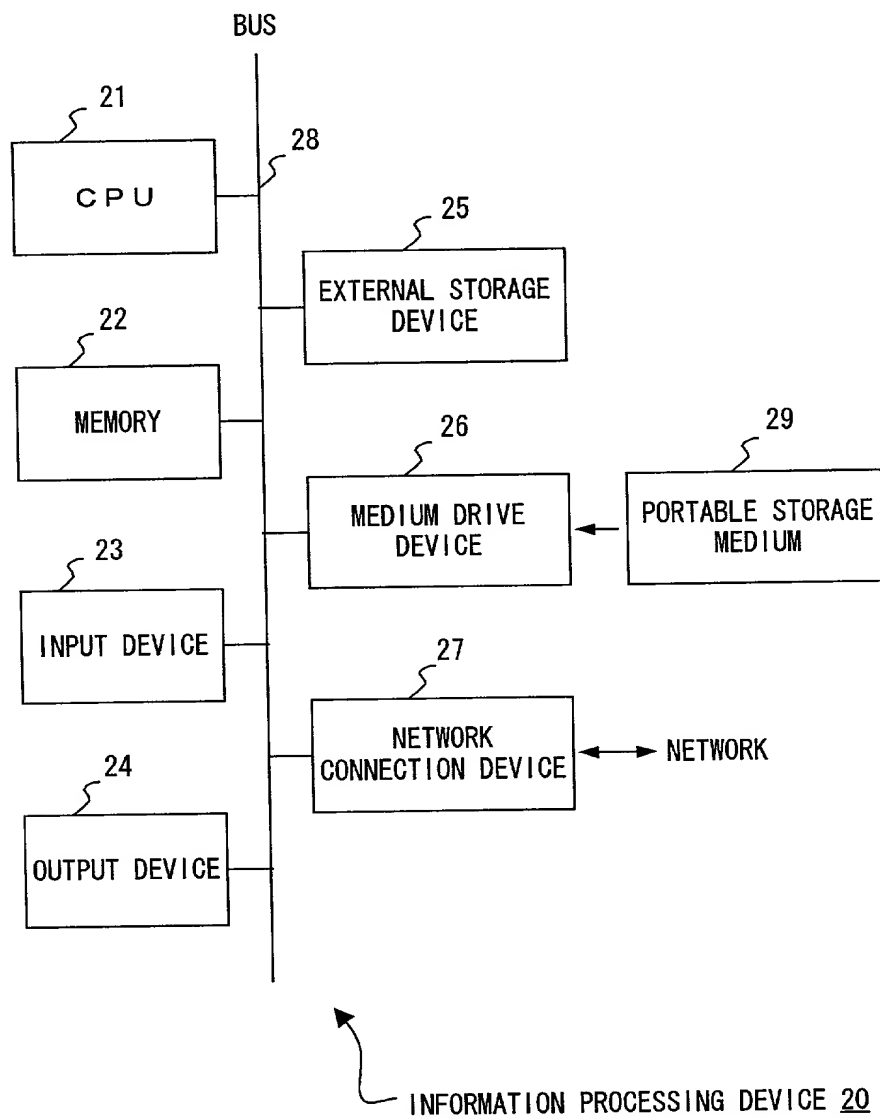 BUS
21
28
CPU
25
EXTERNAL STORAGE
DEVICE
22
MEMORY
26
29
MEDIUM DRIVE
DEVICE
PORTABLE STORAGE
MEDIUM
23
INPUT DEVICE
27
NETWORK
CONNECTION DEVICE
NETWORK
24
OUTPUT DEVICE
INFORMATION PROCESSING DEVICE 20